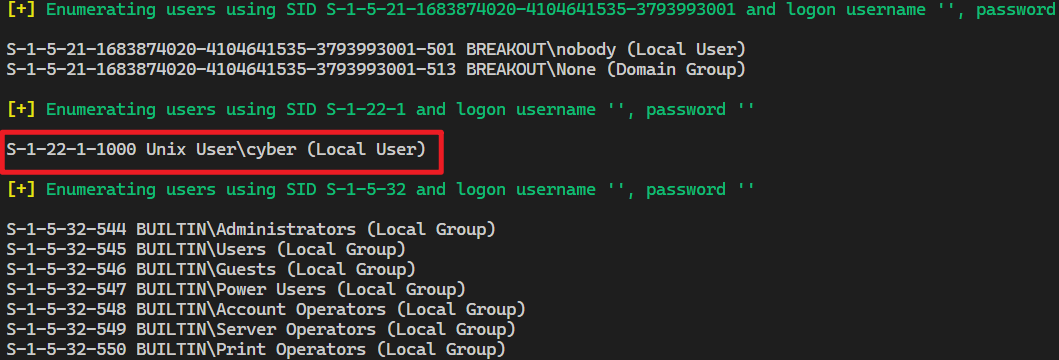 [+] Enumerating users using SID S-1-5-21-1683874020-4104641535-3793993001 and logon username '', password
S-1-5-21-1683874020-4104641535-3793993001-501 BREAKOUT\nobody (Local User)
S-1-5-21-1683874020-4104641535-3793993001-513 BREAKOUT\None (Domain Group)
[+] Enumerating users using SID S-1-22-1 and logon username '', password ''
S-1-22-1-1000 Unix User\cyber (Local User)
[+] Enumerating users using SID S-1-5-32 and logon username '', password ''
S-1-5-32-544 BUILTIN\Administrators (Local Group)
S-1-5-32-545 BUILTIN\Users (Local Group)
S-1-5-32-546 BUILTIN\Guests (Local Group)
S-1-5-32-547 BUILTIN\Power Users (Local Group)
S-1-5-32-548 BUILTIN\Account Operators (Local Group)
S-1-5-32-549 BUILTIN\Server Operators (Local Group)
S-1-5-32-550 BUILTIN\Print Operators (Local Group)